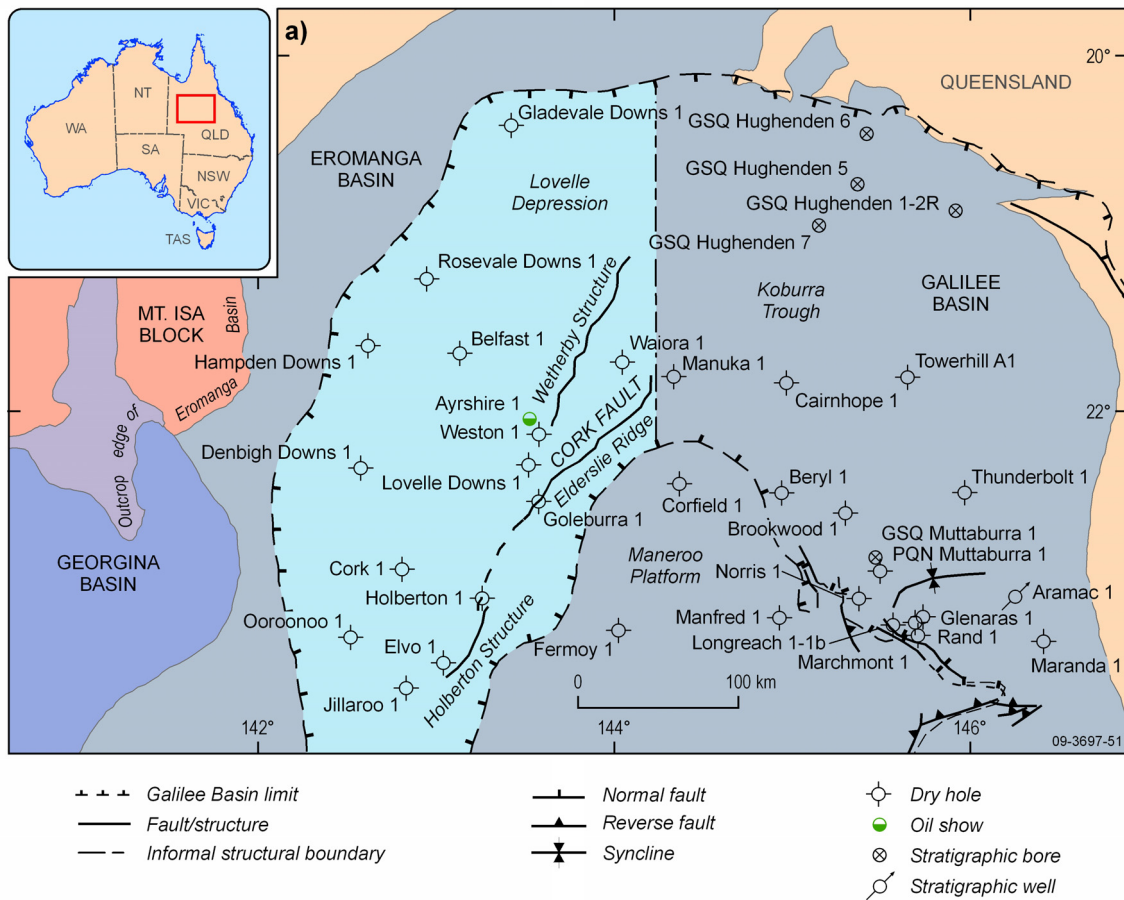 a)
NT
WA
QLD
SA
NSW
VIC
TAS
20°
QUEENSLAND
Gladevale Downs 1
GSQ Hughenden 6
EROMANGA
BASIN
Lovelle
Depression
GSQ Hughenden 5
GSQ Hughenden 1-2R
GSQ Hughenden 7
Rosevale Downs 1
Wetherby Structure
Koburra
Trough
GALILEE
BASIN
MT. ISA
BLOCK
Basin
Eromanga
edge of
Outcrop
Hampden Downs 1
Belfast 1
Waiora 1
Manuka 1
Towerhill A1
Cairnhope 1
Ayrshire 1
Weston 1
CORK FAULT
22°
Elderslie Ridge
Denbigh Downs 1
Lovelle Downs 1
Goleburra 1
Corfield 1
Beryl 1
Thunderbolt 1
Brookwood 1
GSQ Muttaburra 1
PQN Muttaburra 1
GEORGINA
BASIN
Maneroo
Platform
Cork 1
Norris 1
Holberton 1
Aramac 1
Ooroonoo 1
Manfred 1
Glenaras 1
Elvo 1
Holberton Structure
Fermoy 1
Longreach 1-1b
Rand 1
Marchmont 1
Maranda 1
Jillaroo 1
0
100 km
142°
144°
146°
09-3697-51
Galilee Basin limit
Normal fault
Dry hole
Fault/structure
Reverse fault
Oil show
Informal structural boundary
Syncline
Stratigraphic bore
Stratigraphic well